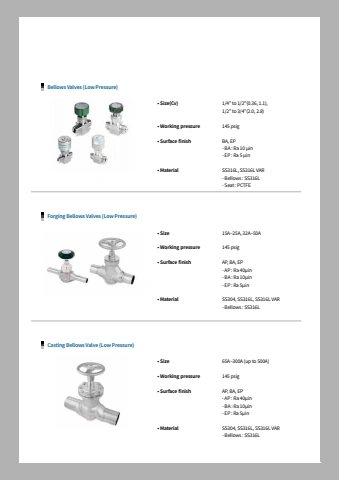 Bellows Valves (Low Pressure)
• Size(Cv) 1/4" to 1/2"(0.36, 1.1),
1/2" to 3/4"(2.0, 2.8)
• Working pressure 145 psig
• Surface finish BA, EP
- BA : Ra 10 μin
- EP : Ra 5 μin
• Material SS316L, SS316L VAR
- Bellows : SS316L
- Seat : PCTFE
Forging Bellows Valves (Low Pressure)
• Size 15A~25A, 32A~50A
• Working pressure 145 psig
• Surface finish AP, BA, EP
- AP : Ra 40μin
- BA : Ra 10μin
- EP : Ra 5μin
• Material SS304, SS316L, SS316L VAR
- Bellows : SS316L
Casting Bellows Valve (Low Pressure)
• Size 65A~300A (up to 500A)
• Working pressure 145 psig
• Surface finish AP, BA, EP
- AP : Ra 40μin
- BA : Ra 10μin
- EP : Ra 5μin
• Material SS304, SS316L, SS316L VAR
- Bellows : SS316L